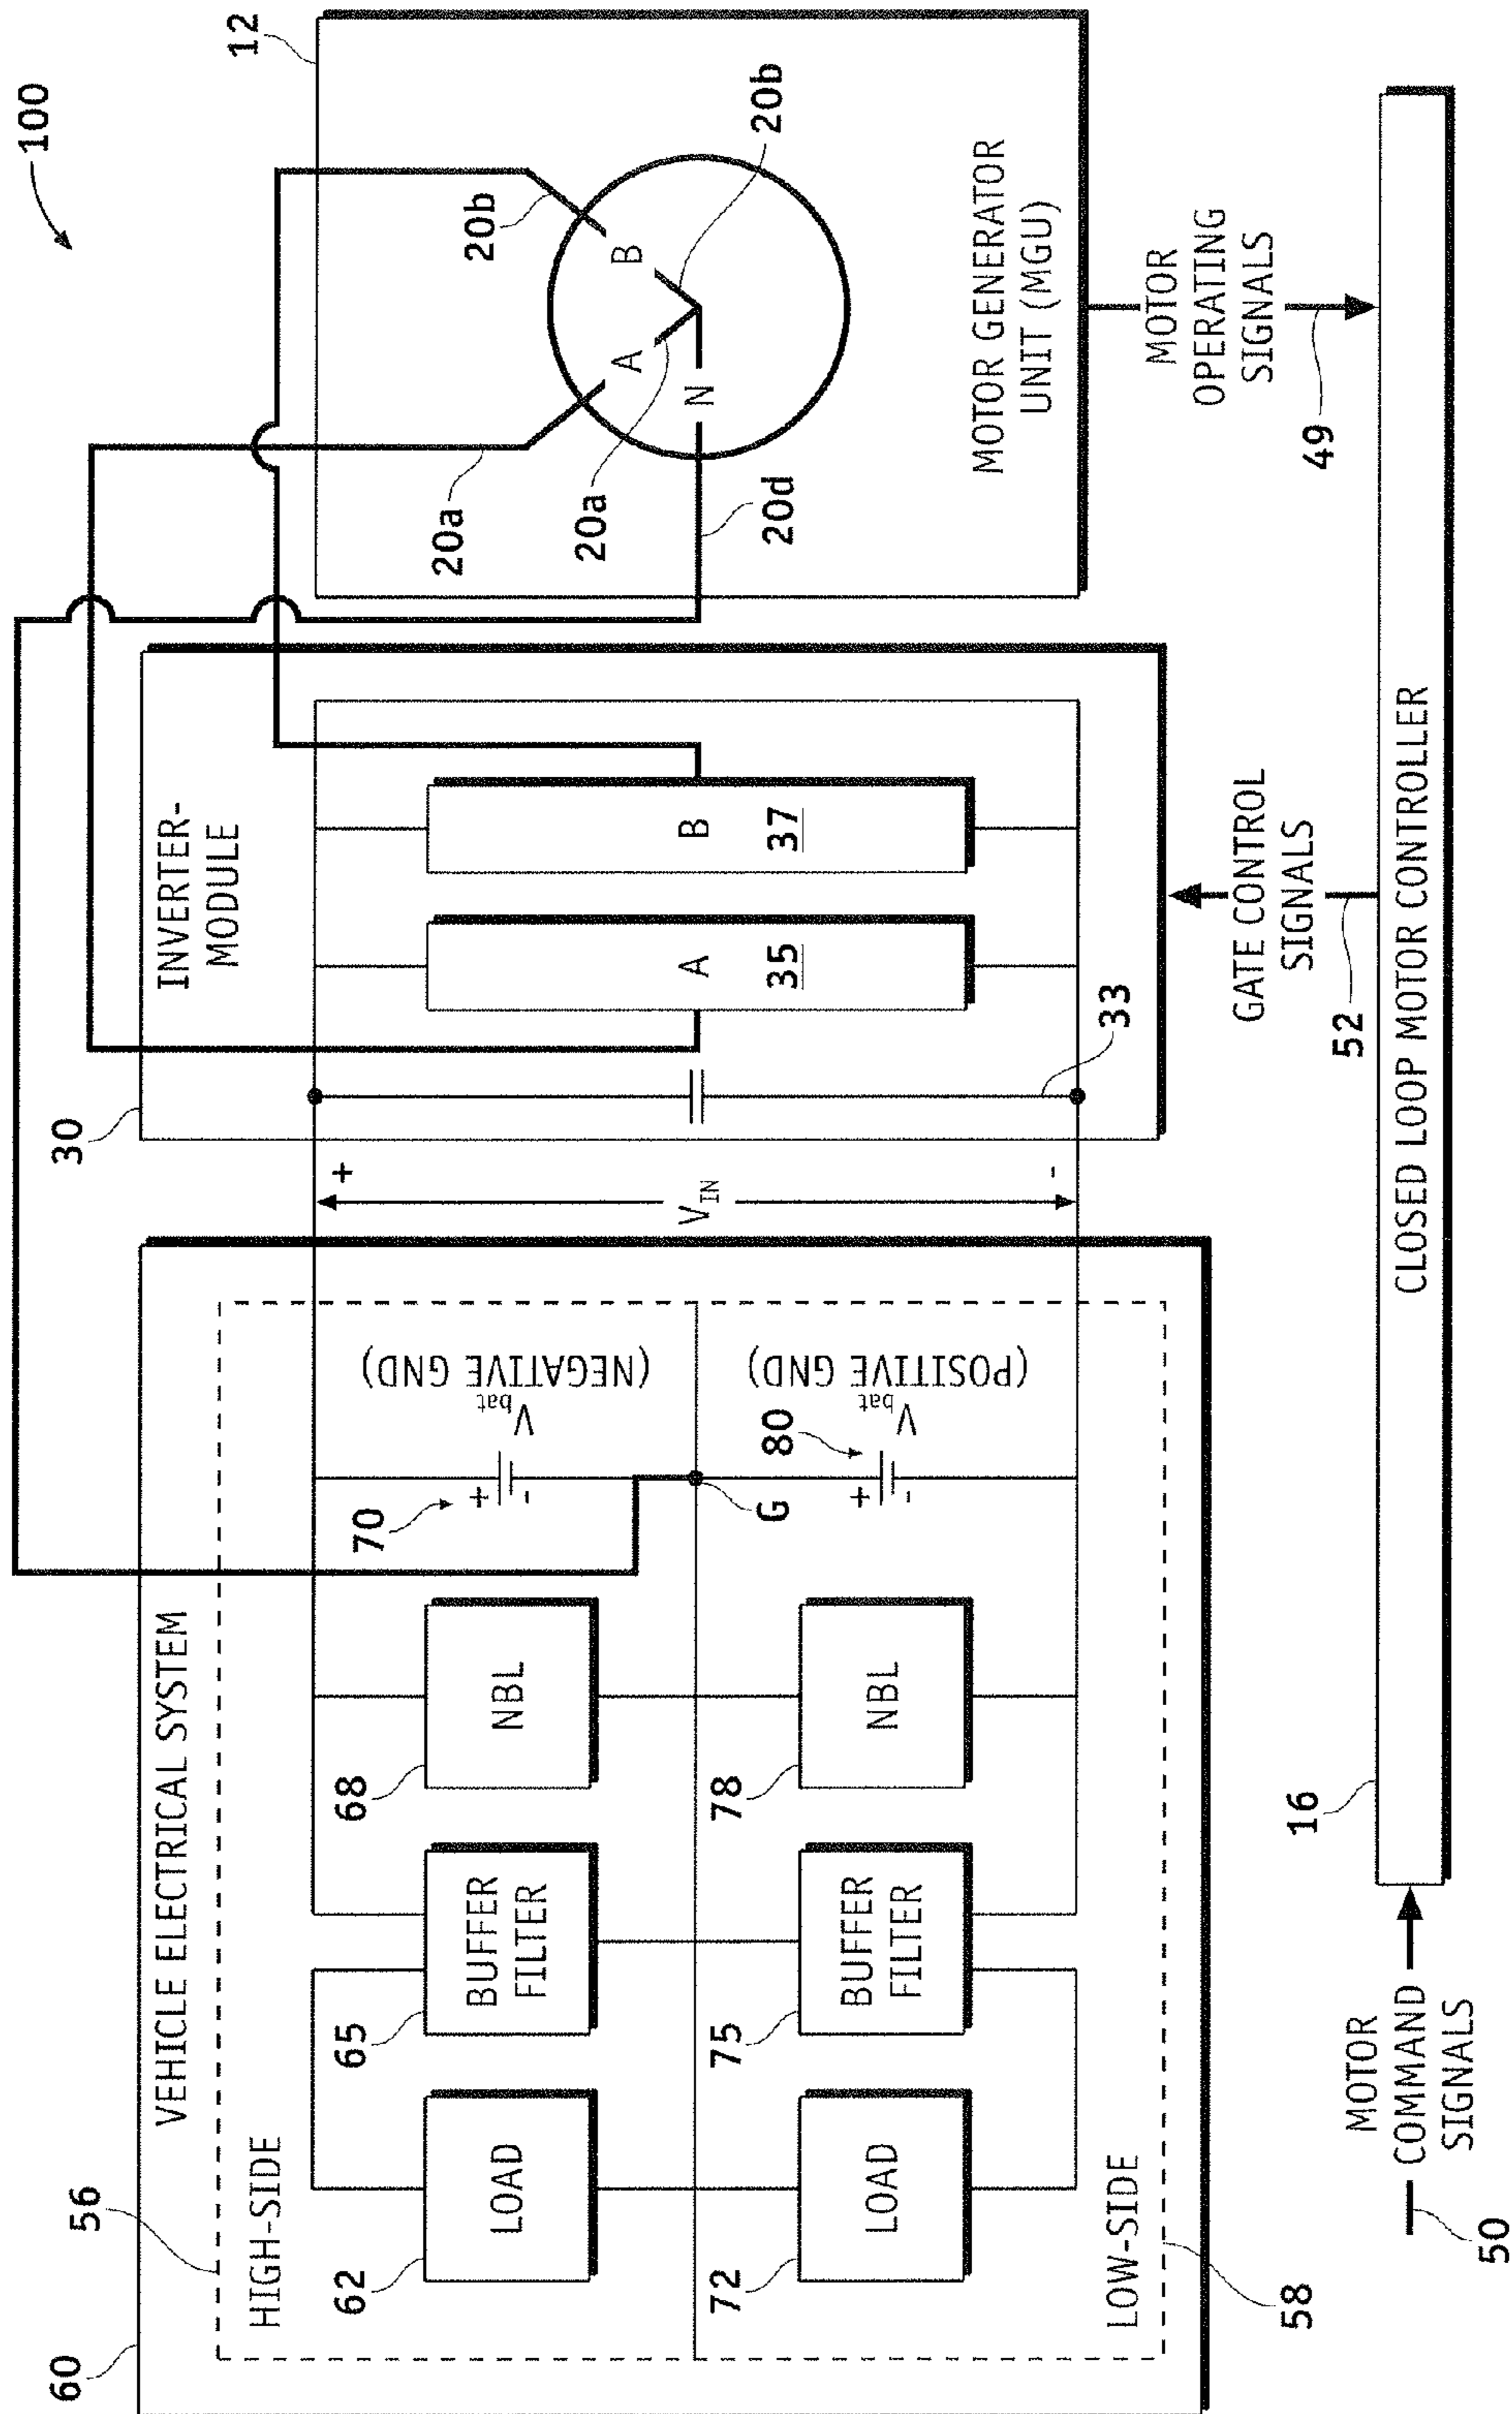 100
VEHICLE ELECTRICAL SYSTEM
60
56
HIGH-SIDE
62
LOAD
65
BUFFER
FILTER
68
NBL
70
+
-
Vbat
(NEGATIVE GND)
G
72
LOAD
75
BUFFER
FILTER
78
NBL
80
+
-
Vbat
(POSITIVE GND)
LOW-SIDE
58
+
VIN
-
30
INVERTER-
MODULE
A
35
B
37
33
12
20a
20b
A
B
N
20a
20b
20d
MOTOR GENERATOR
UNIT (MGU)
GATE CONTROL
SIGNALS
52
MOTOR
OPERATING
SIGNALS
49
MOTOR
COMMAND
SIGNALS
50
16
CLOSED LOOP MOTOR CONTROLLER